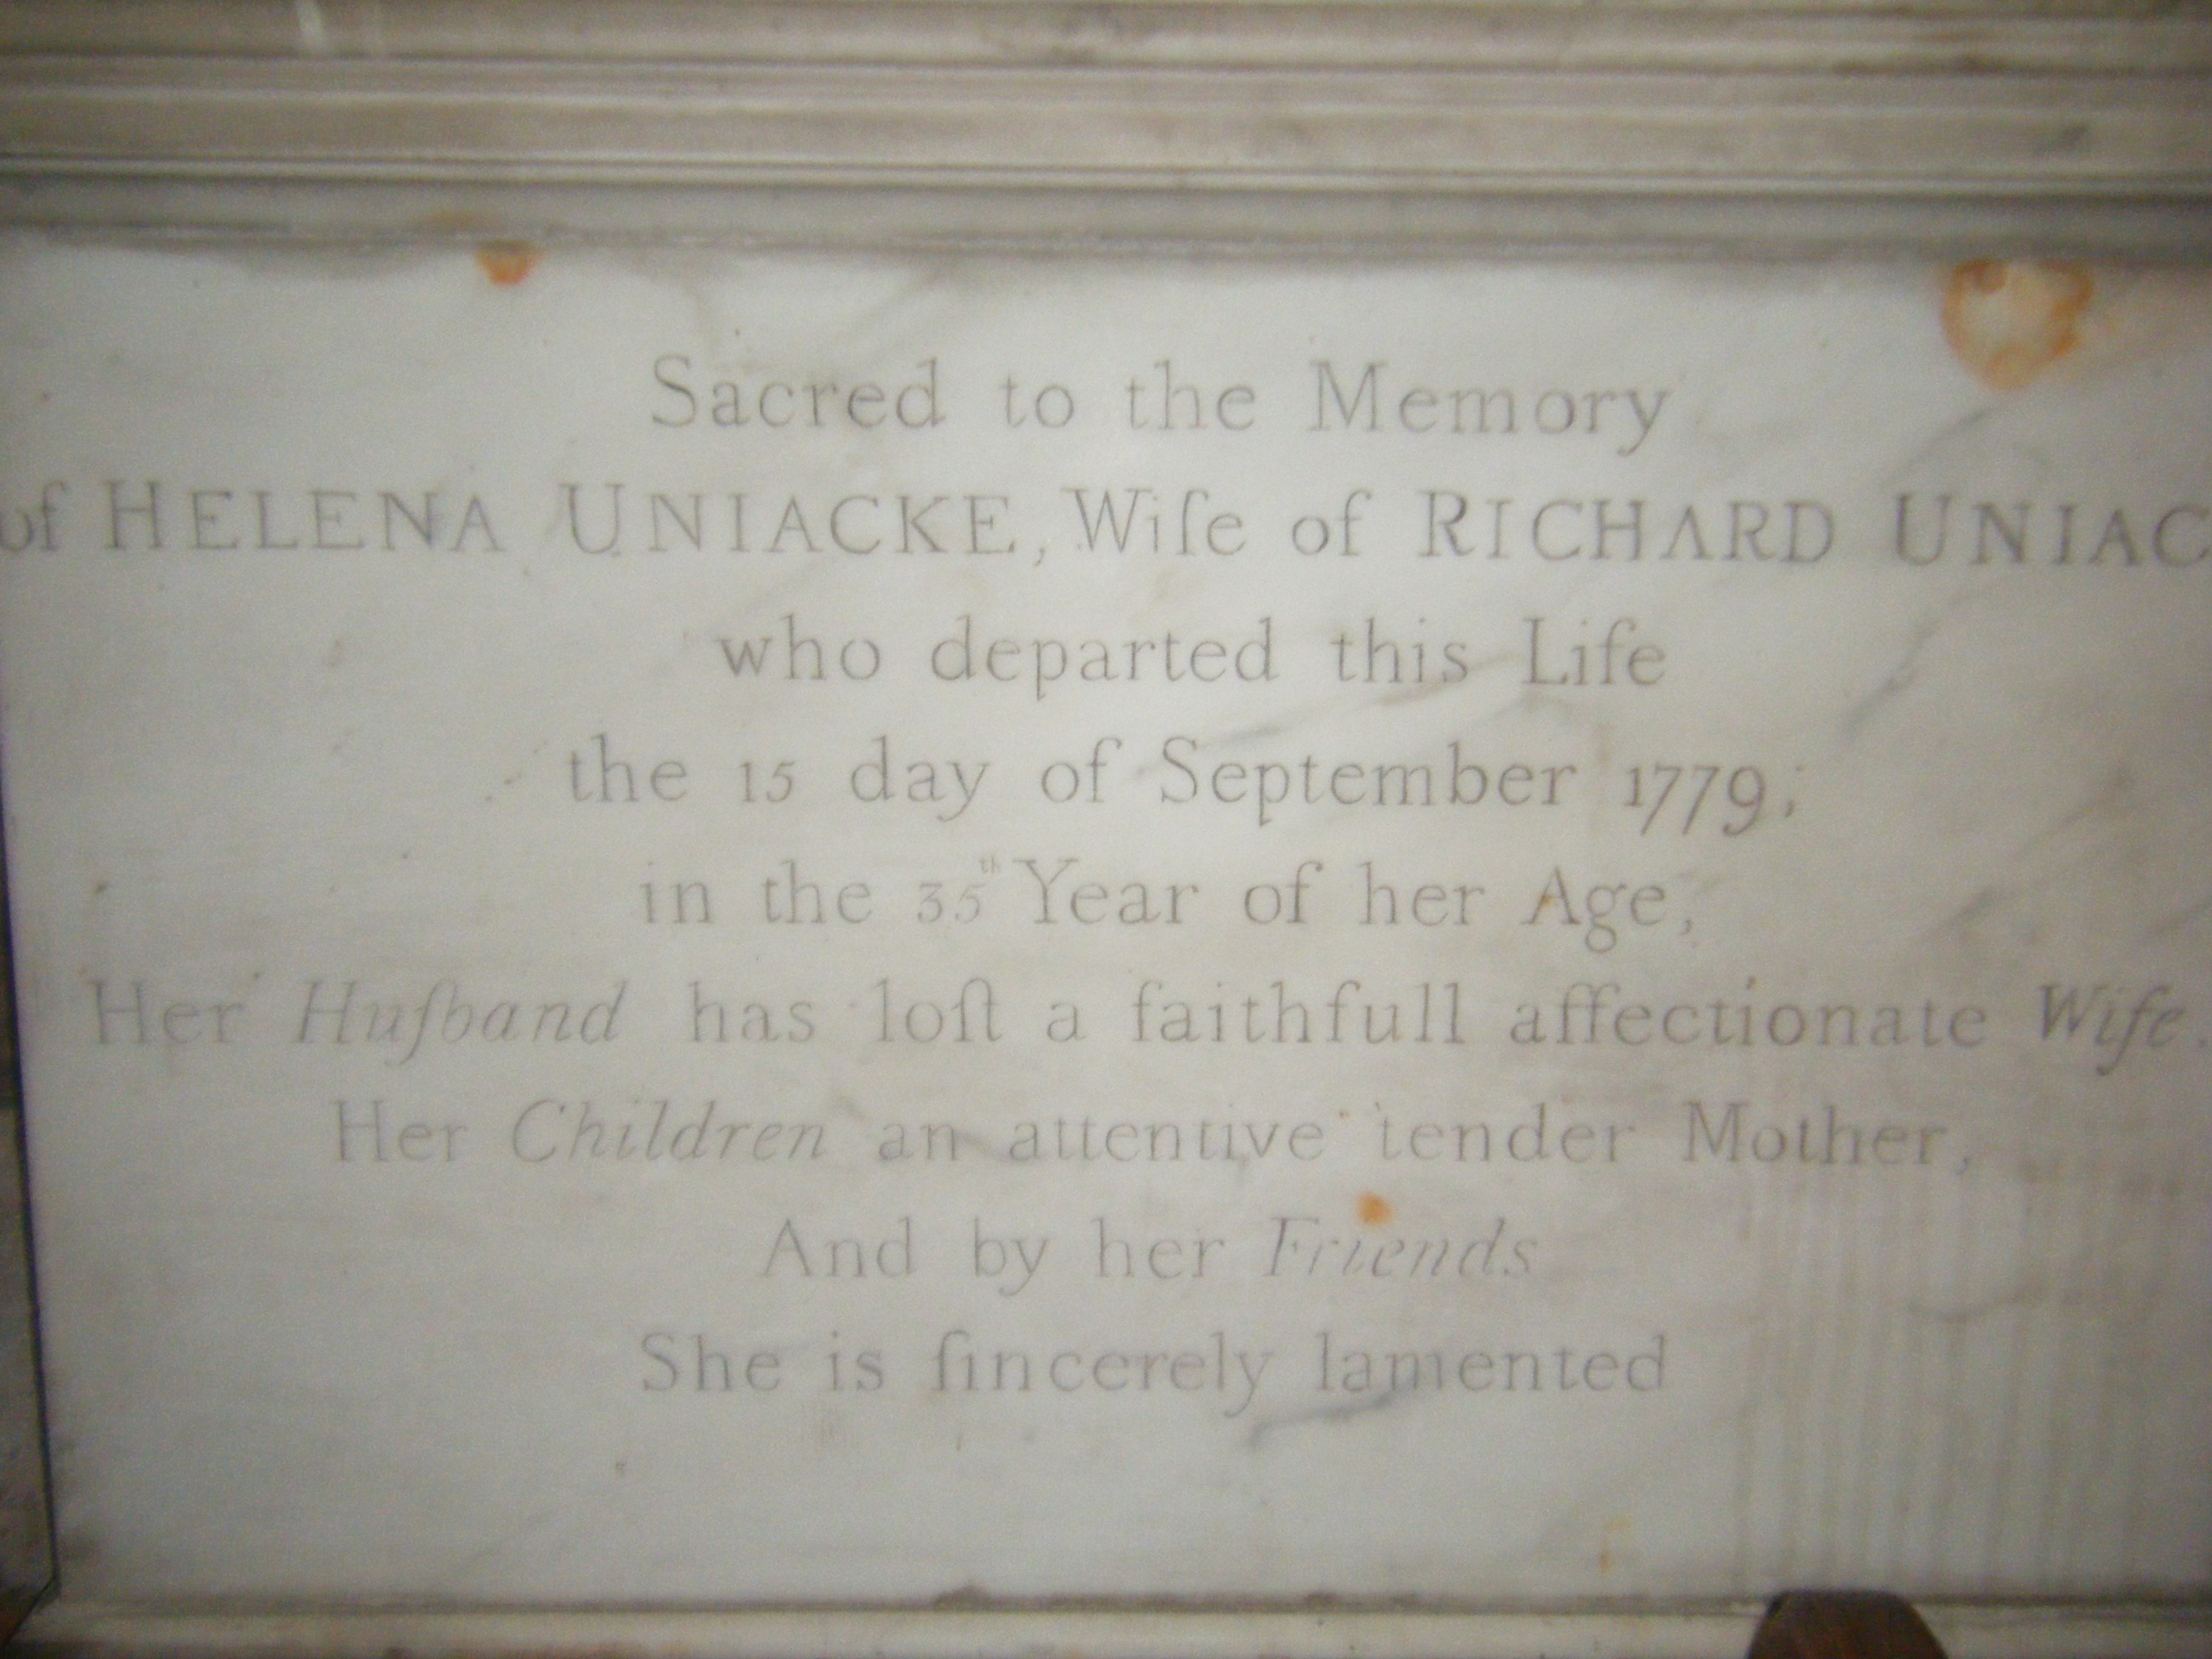 Sacred to the Memory
of HELENA UNIACKE, Wife of RICHARD UNIAC
who departed this Life
the 15 day of September 1779;
in the 35th Year of her Age,
Her Huſband has loſt a faithfull affectionate Wife.
Her Children an attentive tender Mother,
And by her Friends
She is ſincerely lamented